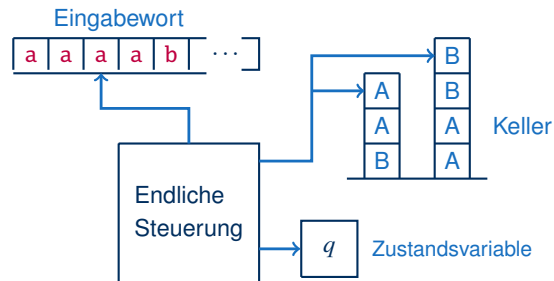 Eingabewort
a a a a b ···
B
A B
A A Keller
B A
Endliche
Steuerung
q Zustandsvariable